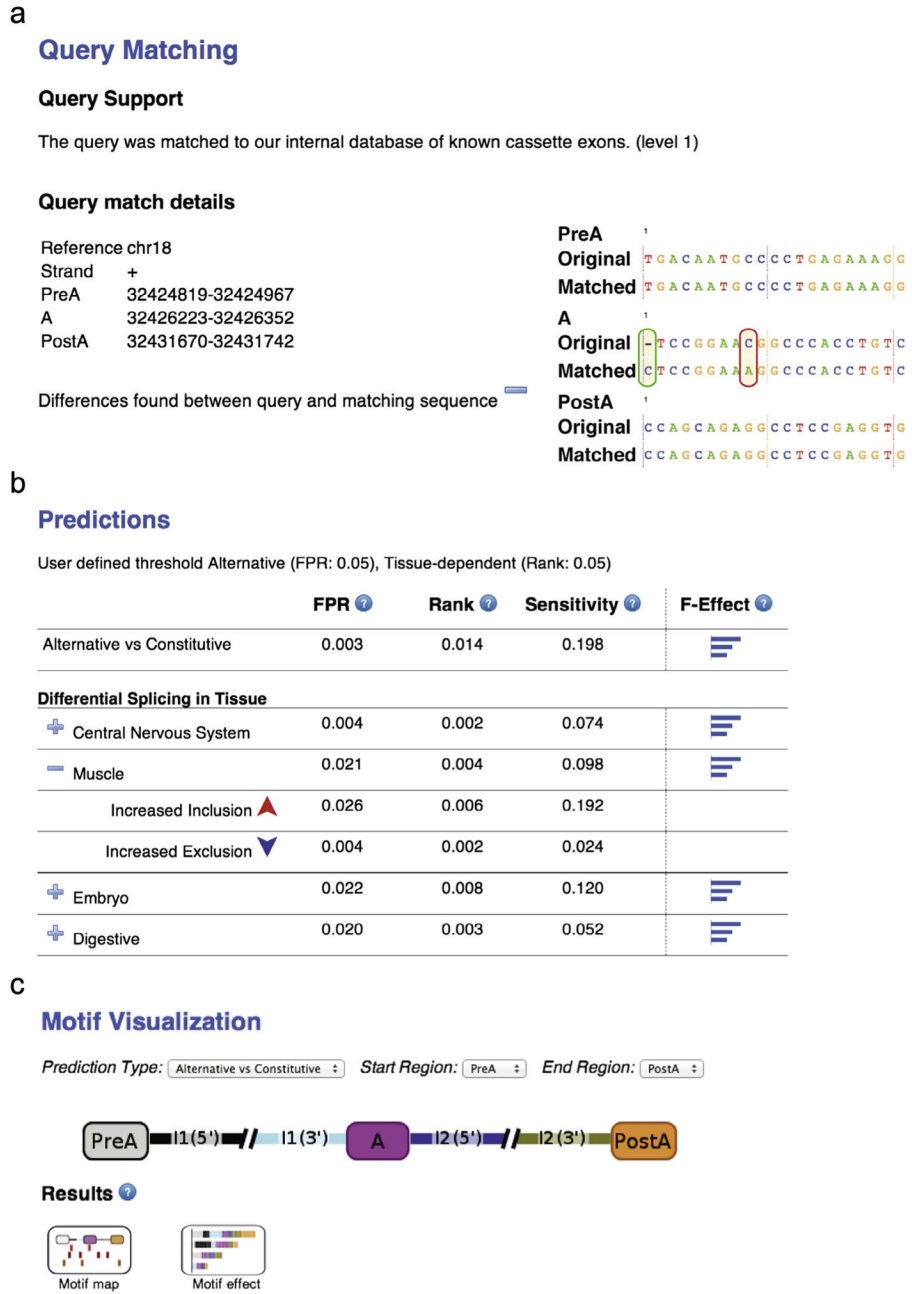 a
Query Matching
Query Support
The query was matched to our internal database of known cassette exons. (level 1)
Query match details
Reference chr18
Strand +
PreA 32424819-32424967
A 32426223-32426352
PostA 32431670-32431742
Differences found between query and matching sequence
PreA 1
Original TGACAATGCCCCTGAGAAAGG
Matched TGACAATGCCCCTGAGAAAGG
A 1
Original -TCCGGAACGGCCCACCTGTC
Matched CTCCGGAAAGGCCCACCTGTC
PostA 1
Original CCAGCAGAGGCCTCCGAGGTG
Matched CCAGCAGAGGCCTCCGAGGTG
b
Predictions
User defined threshold Alternative (FPR: 0.05), Tissue-dependent (Rank: 0.05)
FPR ? Rank ? Sensitivity ? F-Effect ?
Alternative vs Constitutive 0.003 0.014 0.198
Differential Splicing in Tissue
Central Nervous System 0.004 0.002 0.074
Muscle 0.021 0.004 0.098
Increased Inclusion 0.026 0.006 0.192
Increased Exclusion 0.004 0.002 0.024
Embryo 0.022 0.008 0.120
Digestive 0.020 0.003 0.052
c
Motif Visualization
Prediction Type: Alternative vs Constitutive Start Region: PreA End Region: PostA
PreA I1(5') I1(3') A I2(5') I2(3') PostA
Results ?
Motif map Motif effect